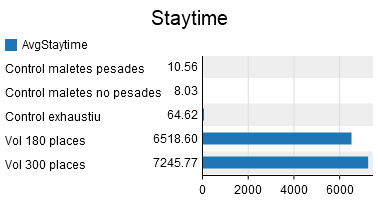 Staytime
AvgStaytime
Control maletes pesades 10.56
Control maletes no pesades 8.03
Control exhaustiu 64.62
Vol 180 places 6518.60
Vol 300 places 7245.77
0 2000 4000 6000